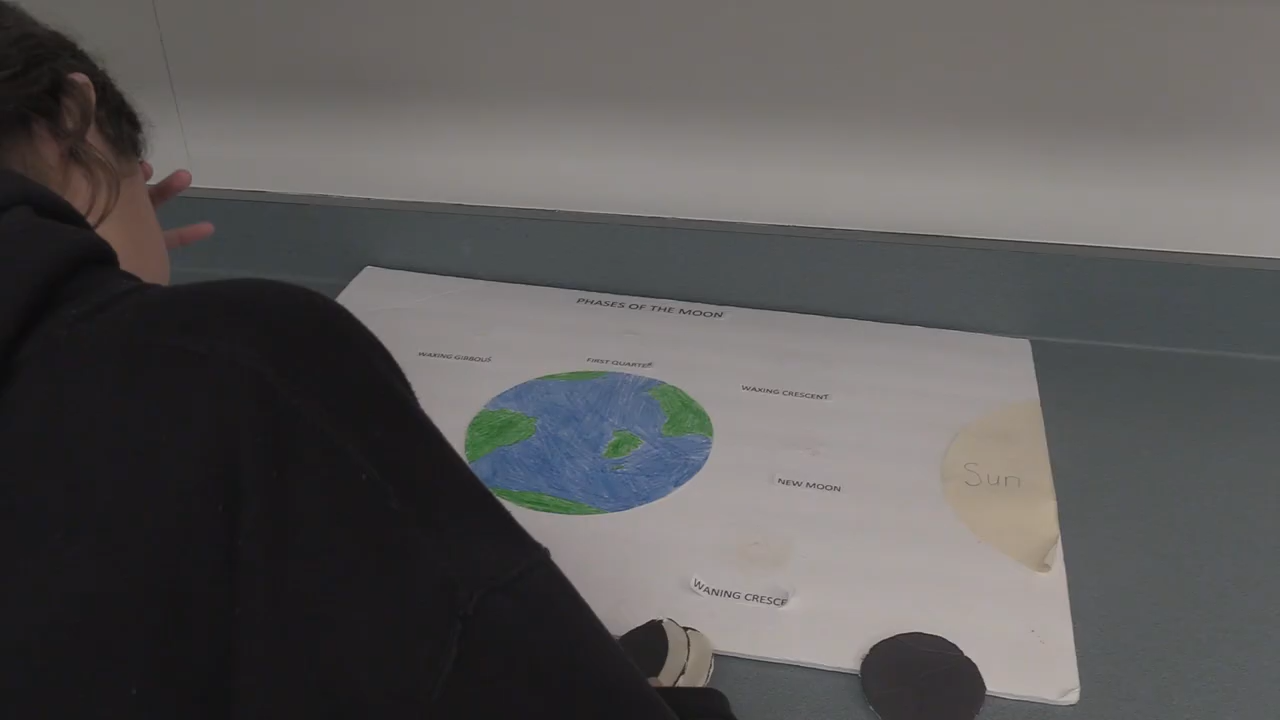 PHASES OF THE MOON
WAXING GIBBOUS
FIRST QUARTER
WAXING CRESCENT
Sun
NEW MOON
WANING CRESCE